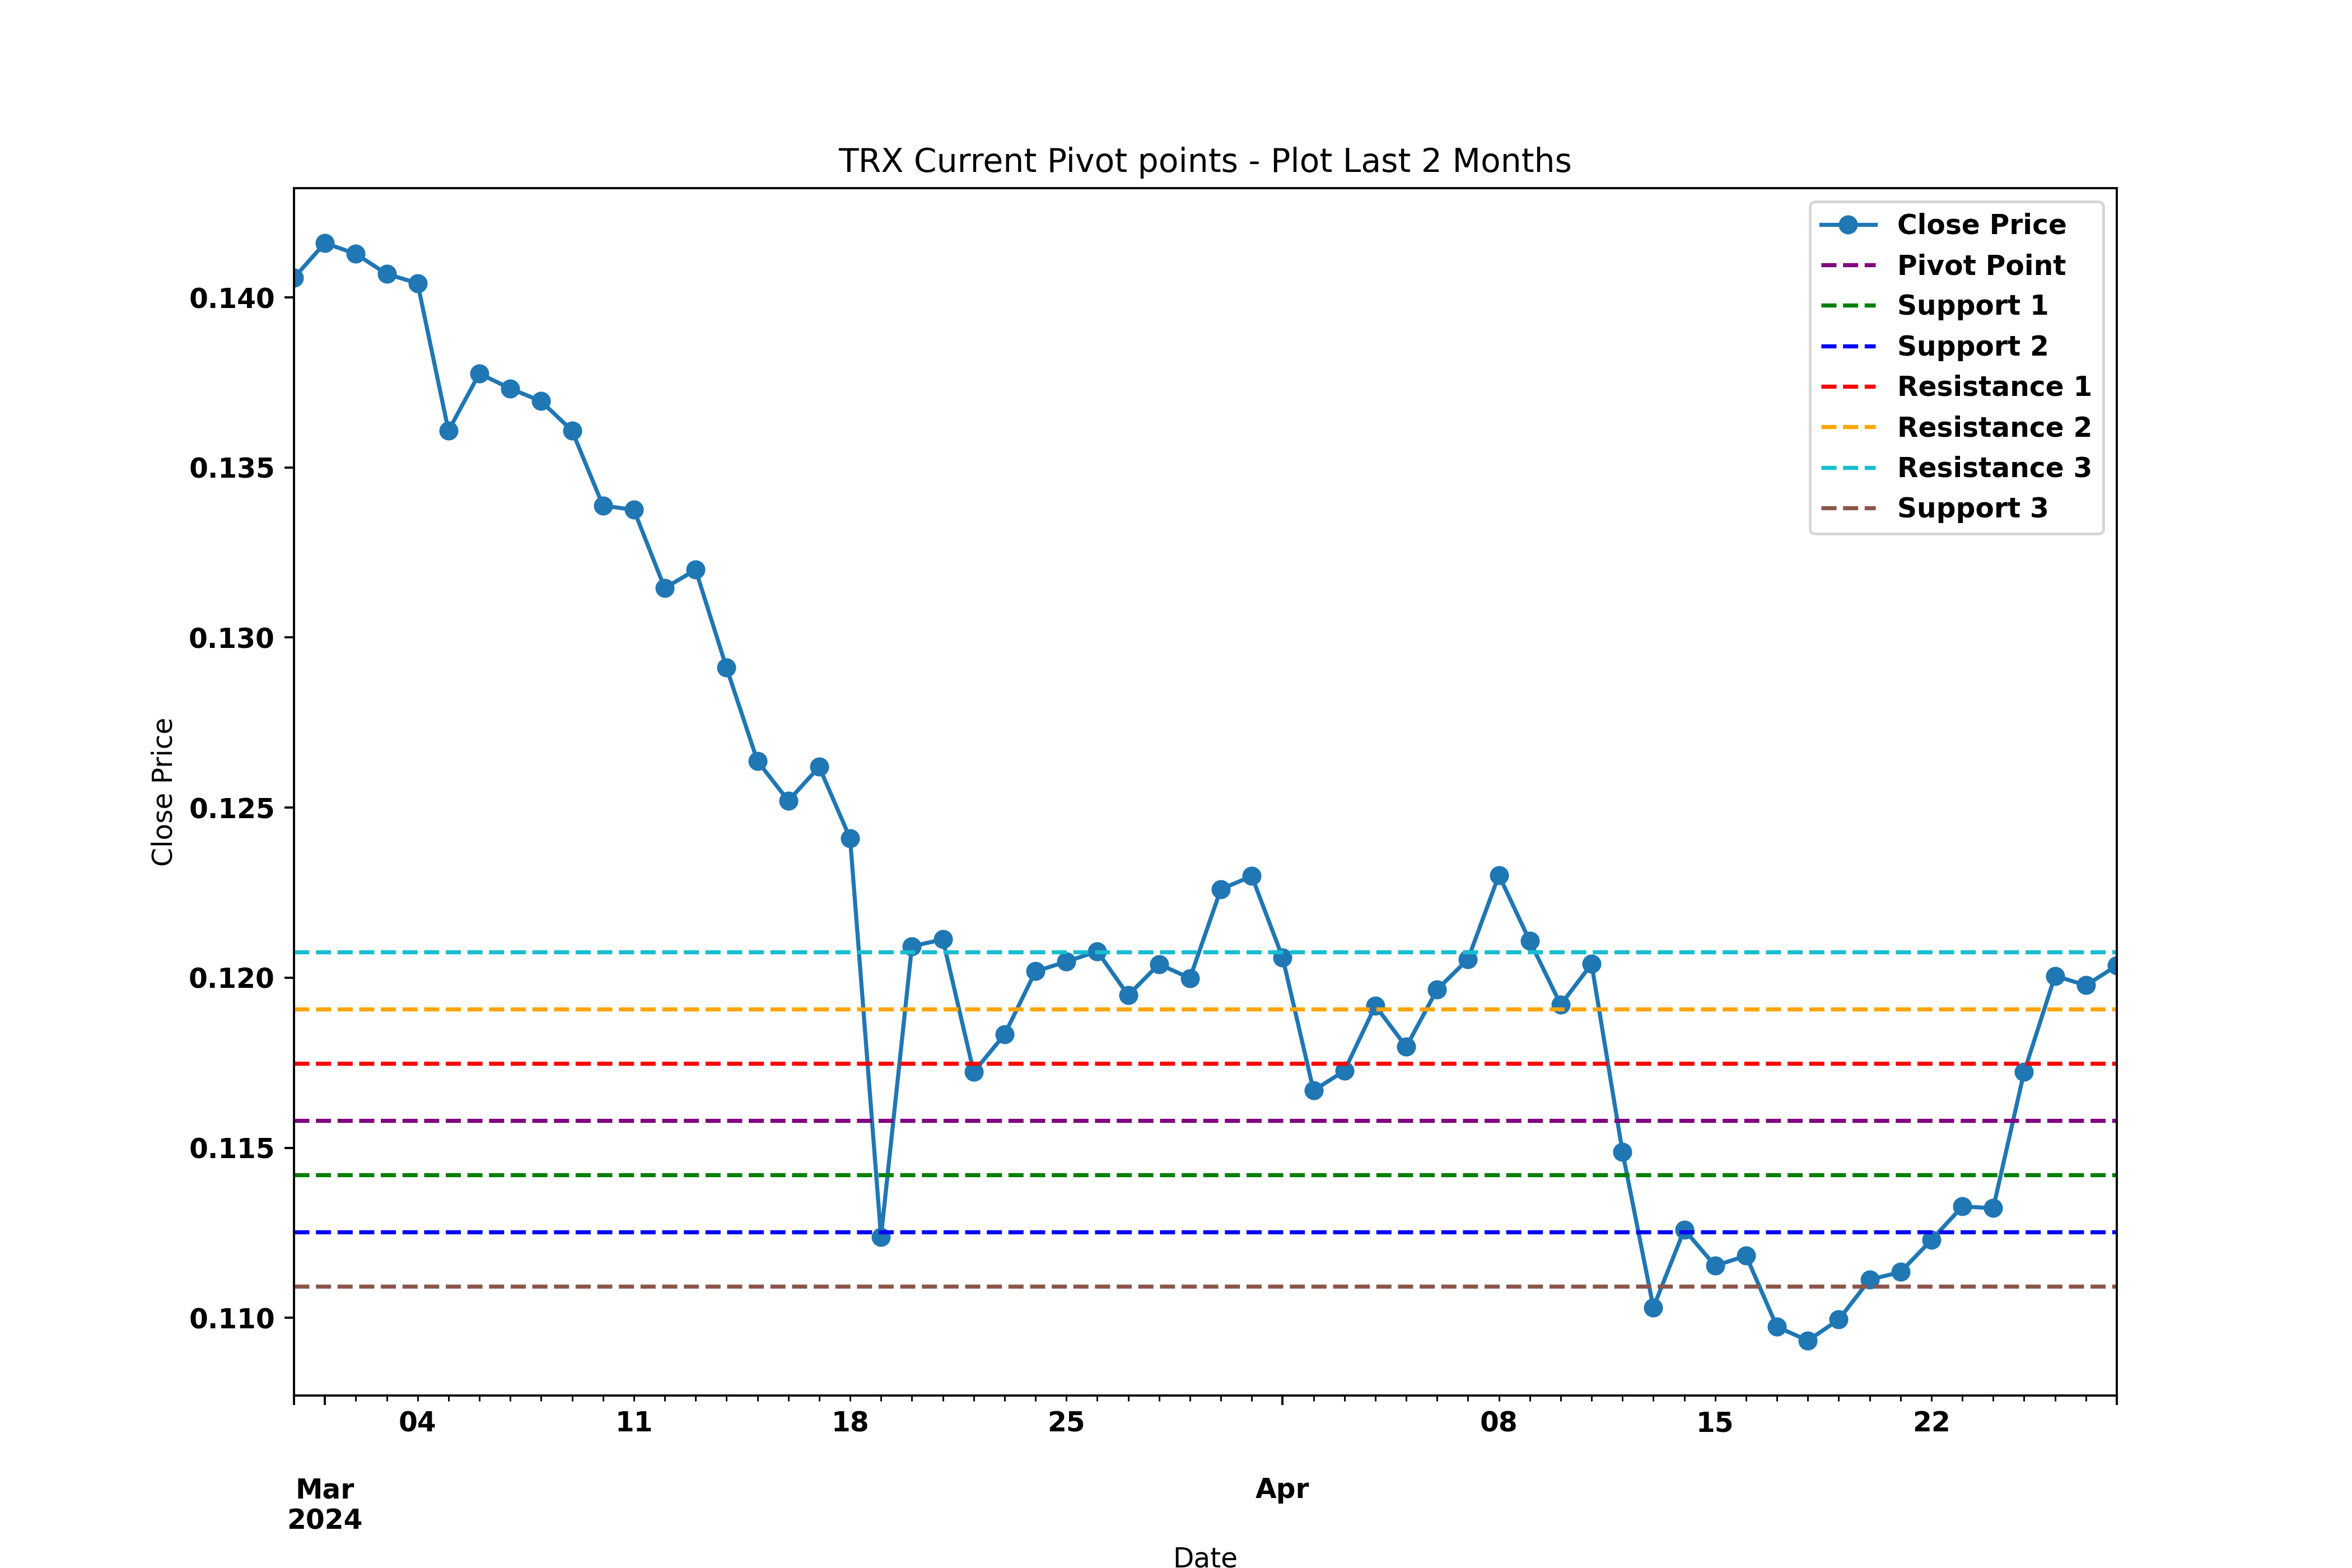 TRX Current Pivot points - Plot Last 2 Months
Close Price
Pivot Point
Support 1
Support 2
Resistance 1
Resistance 2
Resistance 3
Support 3
0.140
0.135
0.130
0.125
0.120
0.115
0.110
Close Price
04 11 18 25 08 15 22
Mar Apr
2024
Date